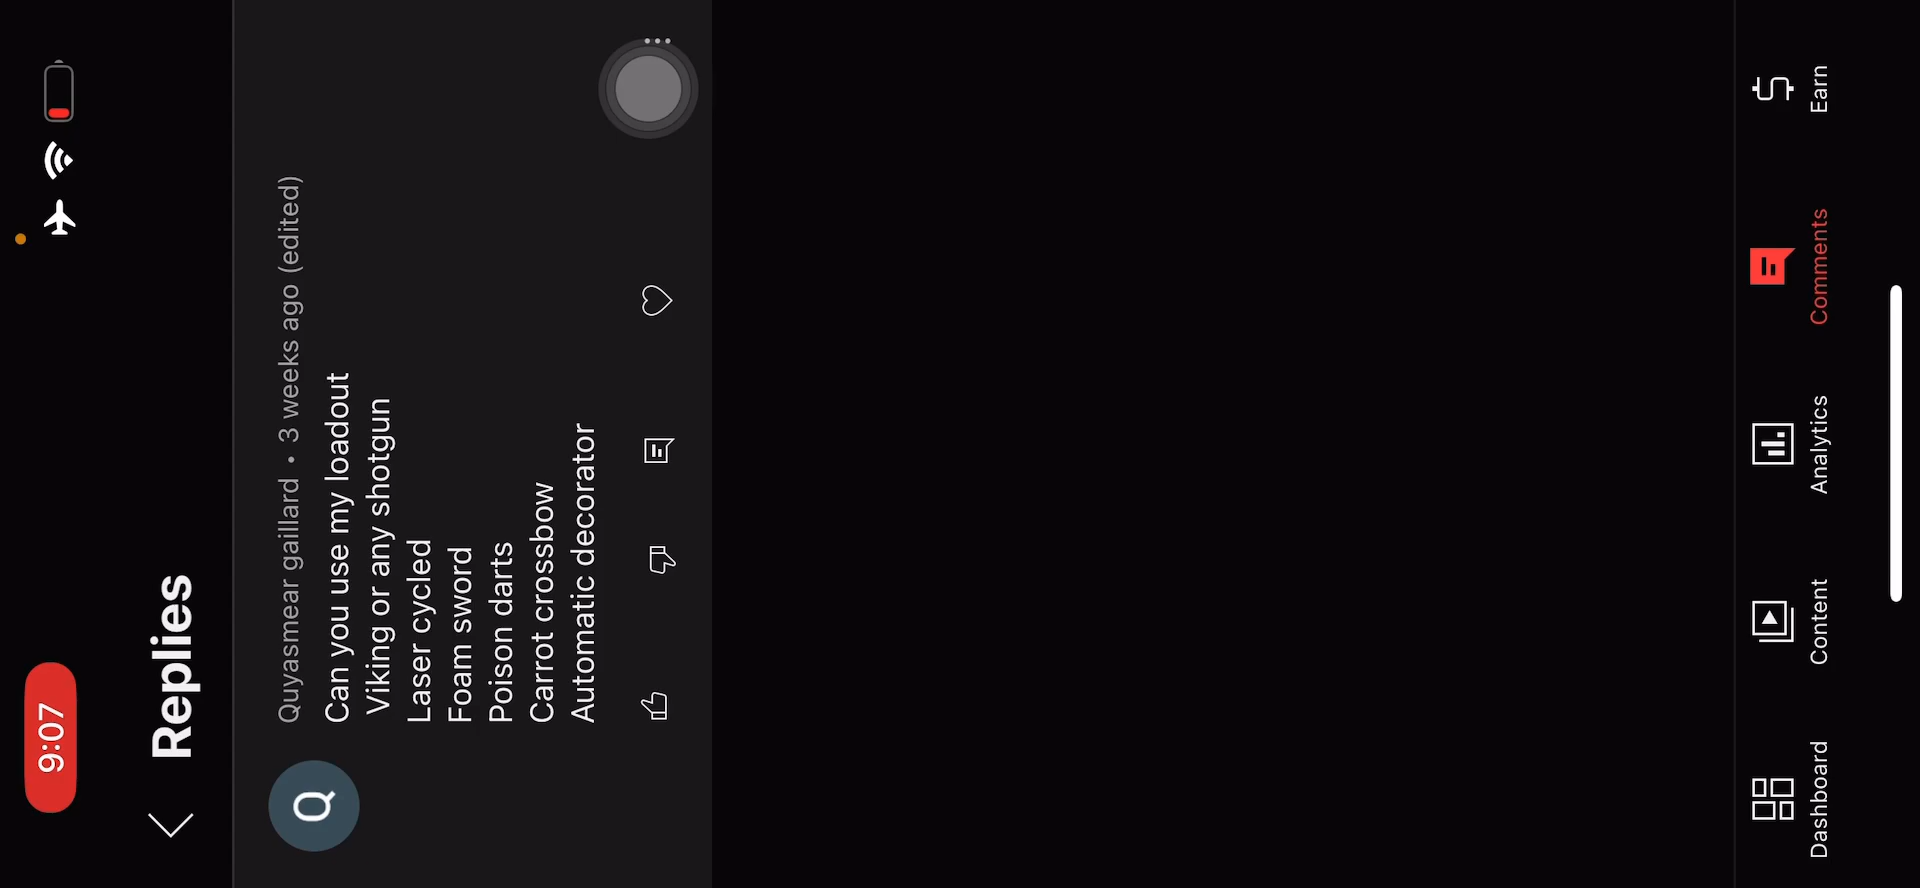 9:07
Replies
Q
Quyasmear gaillard • 3 weeks ago (edited)
Can you use my loadout
Viking or any shotgun
Laser cycled
Foam sword
Poison darts
Carrot crossbow
Automatic decorator
Dashboard
Content
Analytics
Comments
Earn